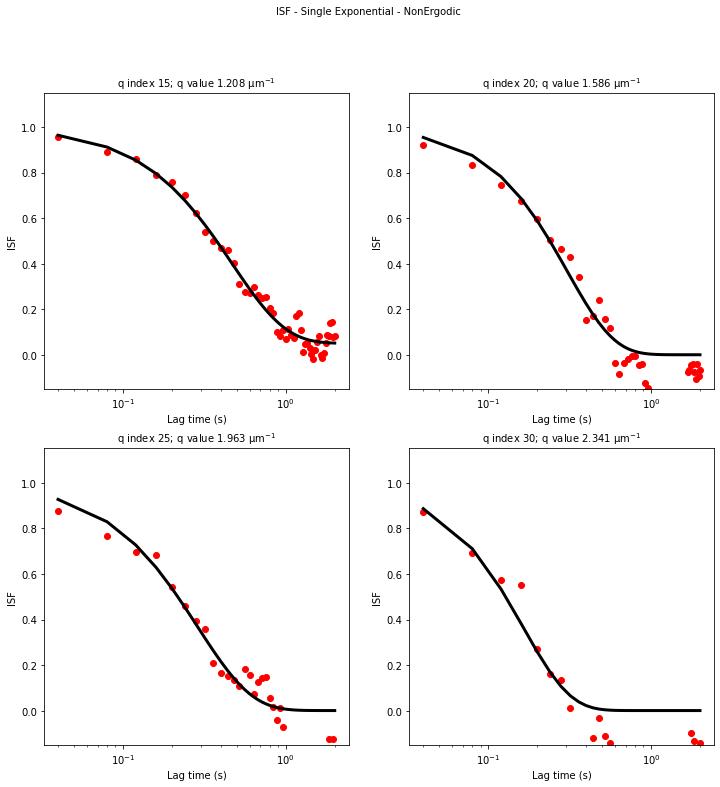 ISF - Single Exponential - NonErgodic
q index 15; q value 1.208 μm⁻¹
q index 20; q value 1.586 μm⁻¹
1.0
0.8
0.6
0.4
0.2
0.0
ISF
10⁻¹
10⁰
Lag time (s)
1.0
0.8
0.6
0.4
0.2
0.0
ISF
10⁻¹
10⁰
Lag time (s)
q index 25; q value 1.963 μm⁻¹
q index 30; q value 2.341 μm⁻¹
1.0
0.8
0.6
0.4
0.2
0.0
ISF
10⁻¹
10⁰
Lag time (s)
1.0
0.8
0.6
0.4
0.2
0.0
ISF
10⁻¹
10⁰
Lag time (s)